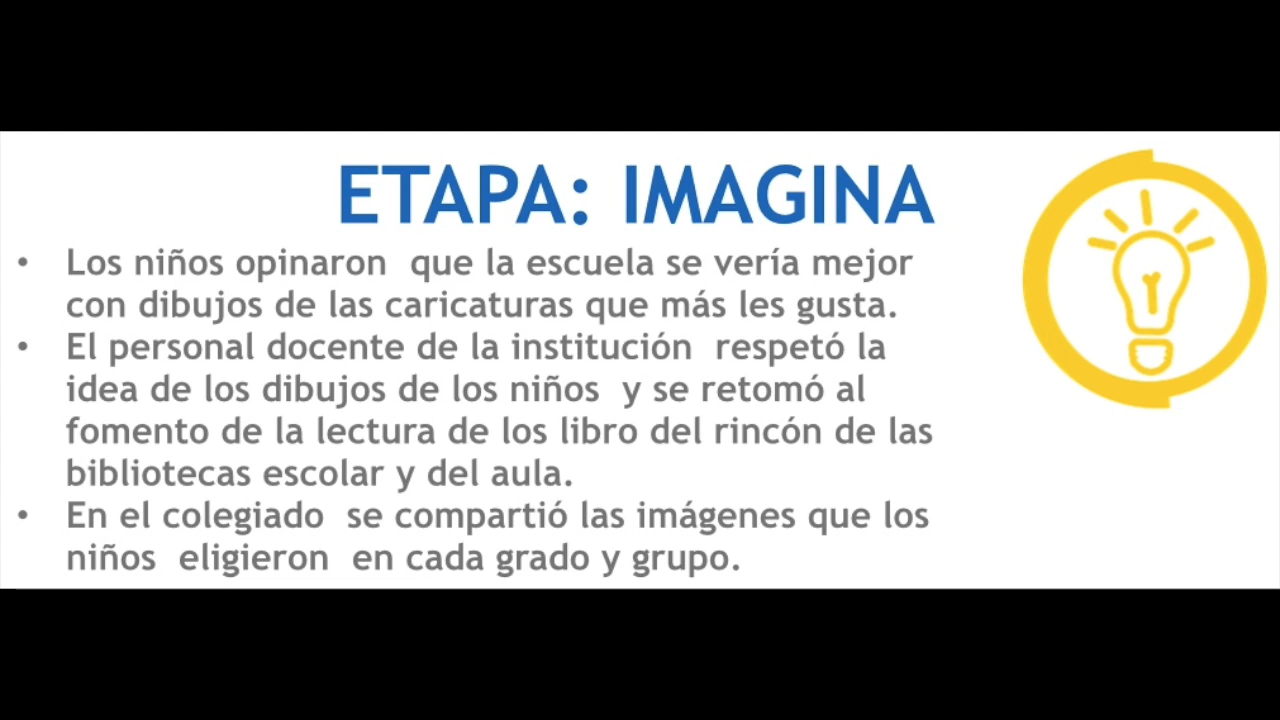 ETAPA: IMAGINA
• Los niños opinaron que la escuela se vería mejor
con dibujos de las caricaturas que más les gusta.
• El personal docente de la institución respetó la
idea de los dibujos de los niños y se retomó al
fomento de la lectura de los libro del rincón de las
bibliotecas escolar y del aula.
• En el colegiado se compartió las imágenes que los
niños eligieron en cada grado y grupo.